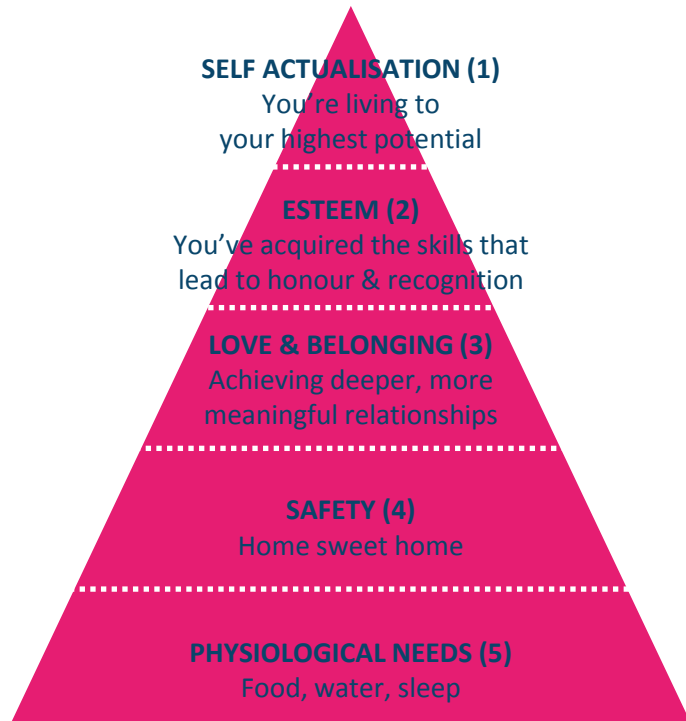 SELF ACTUALISATION (1)
You’re living to
your highest potential
ESTEEM (2)
You’ve acquired the skills that
lead to honour & recognition
LOVE & BELONGING (3)
Achieving deeper, more
meaningful relationships
SAFETY (4)
Home sweet home
PHYSIOLOGICAL NEEDS (5)
Food, water, sleep